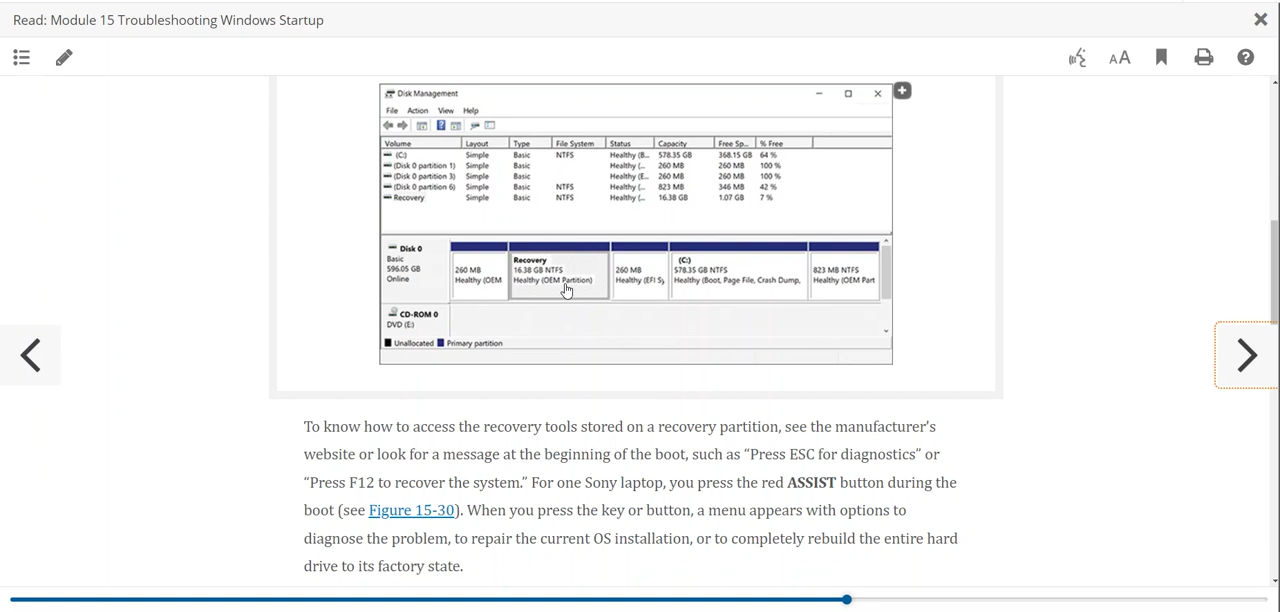 Read: Module 15 Troubleshooting Windows Startup
AA
Disk Management
File Action View Help
Volume Layout Type File System Status Capacity Free Sp... % Free
(C:) Simple Basic NTFS Healthy (B... 578.35 GB 368.15 GB 64 %
(Disk 0 partition 1) Simple Basic Healthy (... 260 MB 260 MB 100 %
(Disk 0 partition 3) Simple Basic Healthy (E... 260 MB 260 MB 100 %
(Disk 0 partition 6) Simple Basic NTFS Healthy (... 823 MB 346 MB 42 %
Recovery Simple Basic NTFS Healthy (... 16.38 GB 1.07 GB 7 %
Disk 0
Basic
596.05 GB
Online
260 MB
Healthy (OEM
Recovery
16.38 GB NTFS
Healthy (OEM Partition)
260 MB
Healthy (EFI Sy
(C:)
578.35 GB NTFS
Healthy (Boot, Page File, Crash Dump,
823 MB NTFS
Healthy (OEM Part
CD-ROM 0
DVD (E:)
Unallocated Primary partition
To know how to access the recovery tools stored on a recovery partition, see the manufacturer’s
website or look for a message at the beginning of the boot, such as “Press ESC for diagnostics” or
“Press F12 to recover the system.” For one Sony laptop, you press the red ASSIST button during the
boot (see Figure 15-30). When you press the key or button, a menu appears with options to
diagnose the problem, to repair the current OS installation, or to completely rebuild the entire hard
drive to its factory state.